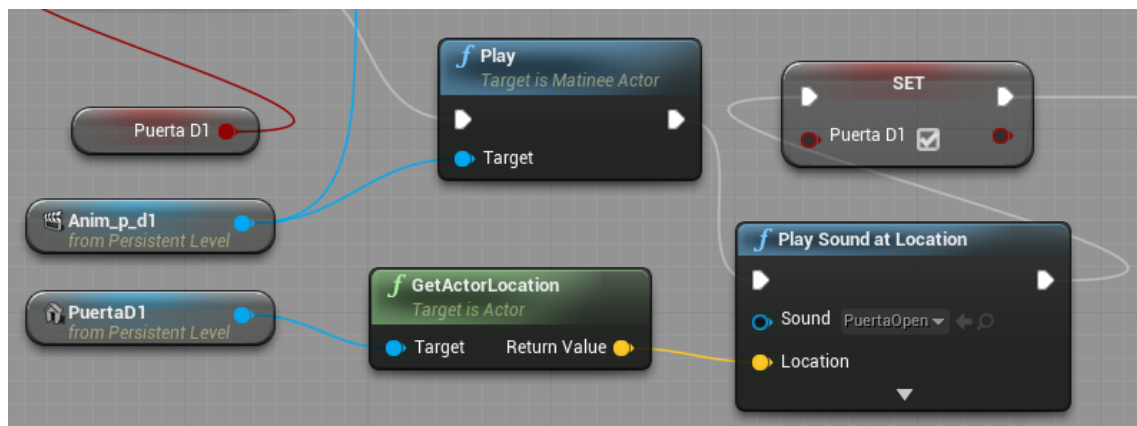 Play
Target is Matinee Actor
Target
Puerta D1
SET
Puerta D1
Anim_p_d1
from Persistent Level
PuertaD1
from Persistent Level
GetActorLocation
Target is Actor
Target Return Value
Play Sound at Location
Sound PuertaOpen
Location